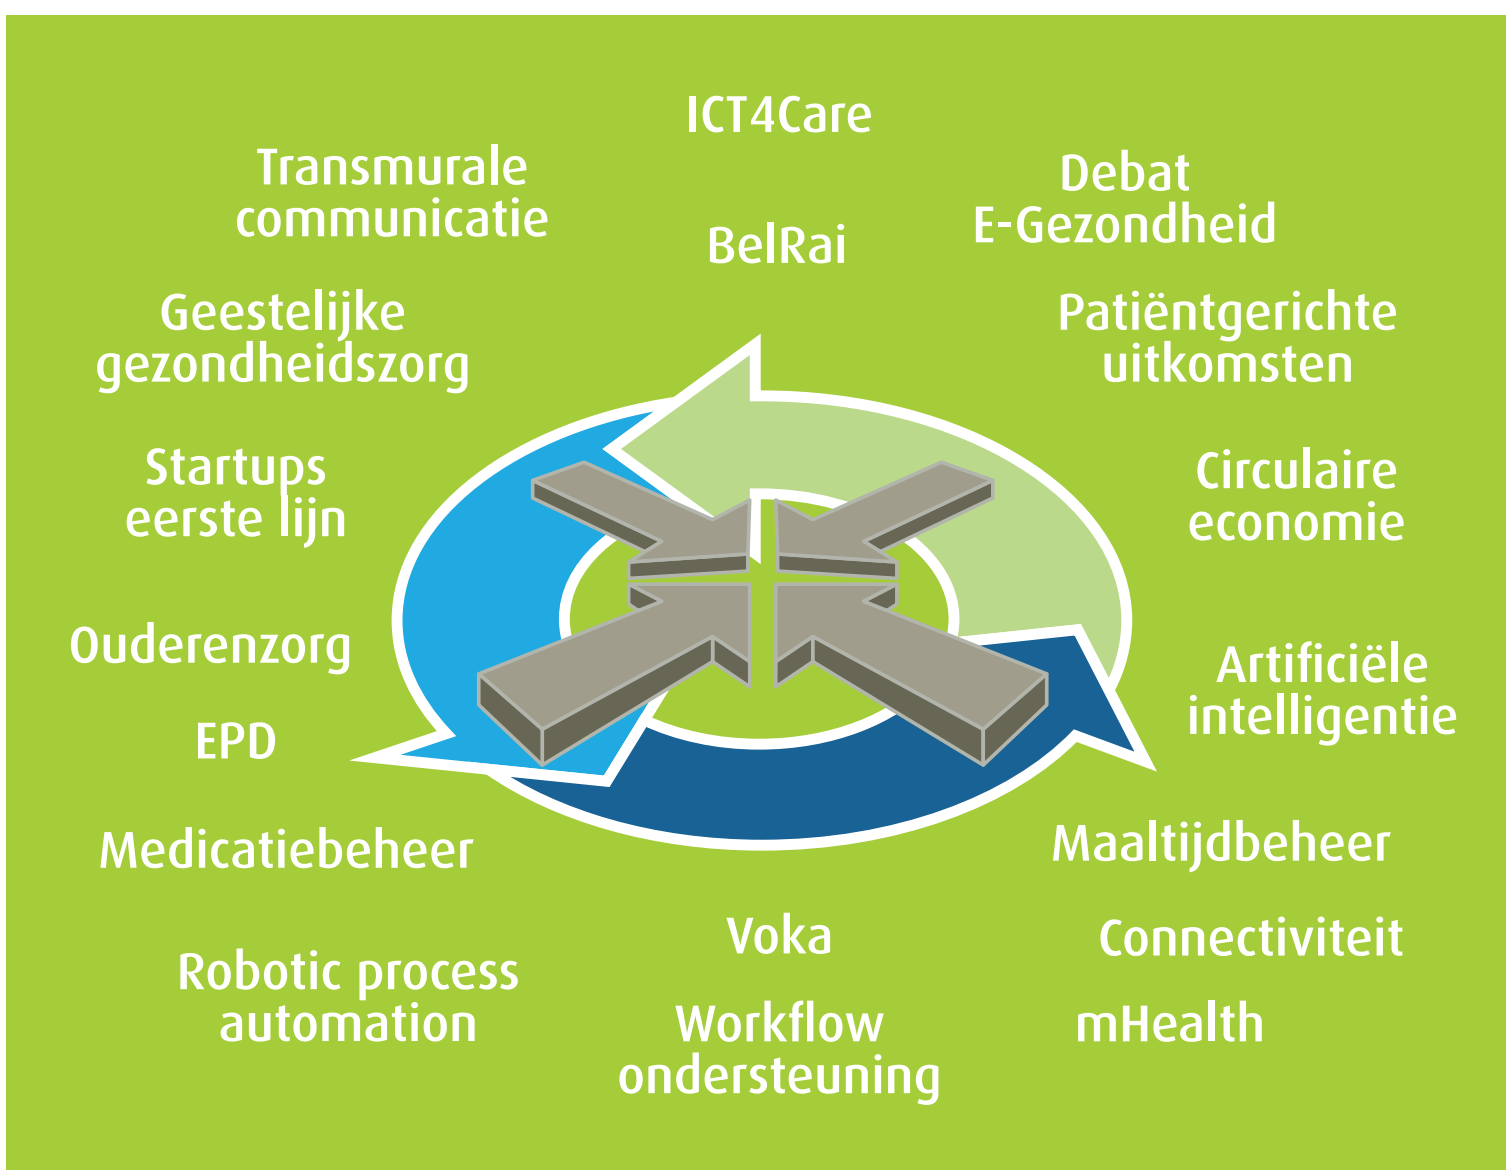 ICT4Care
Transmurale
communicatie
Debat
E-Gezondheid
BelRai
Geestelijke
gezondheidszorg
Patiëntgerichte
uitkomsten
Startups
eerste lijn
Circulaire
economie
Ouderenzorg
Artificiële
intelligentie
EPD
Medicatiebeheer
Maaltijdbeheer
Voka
Connectiviteit
Robotic process
automation
Workflow
ondersteuning
mHealth